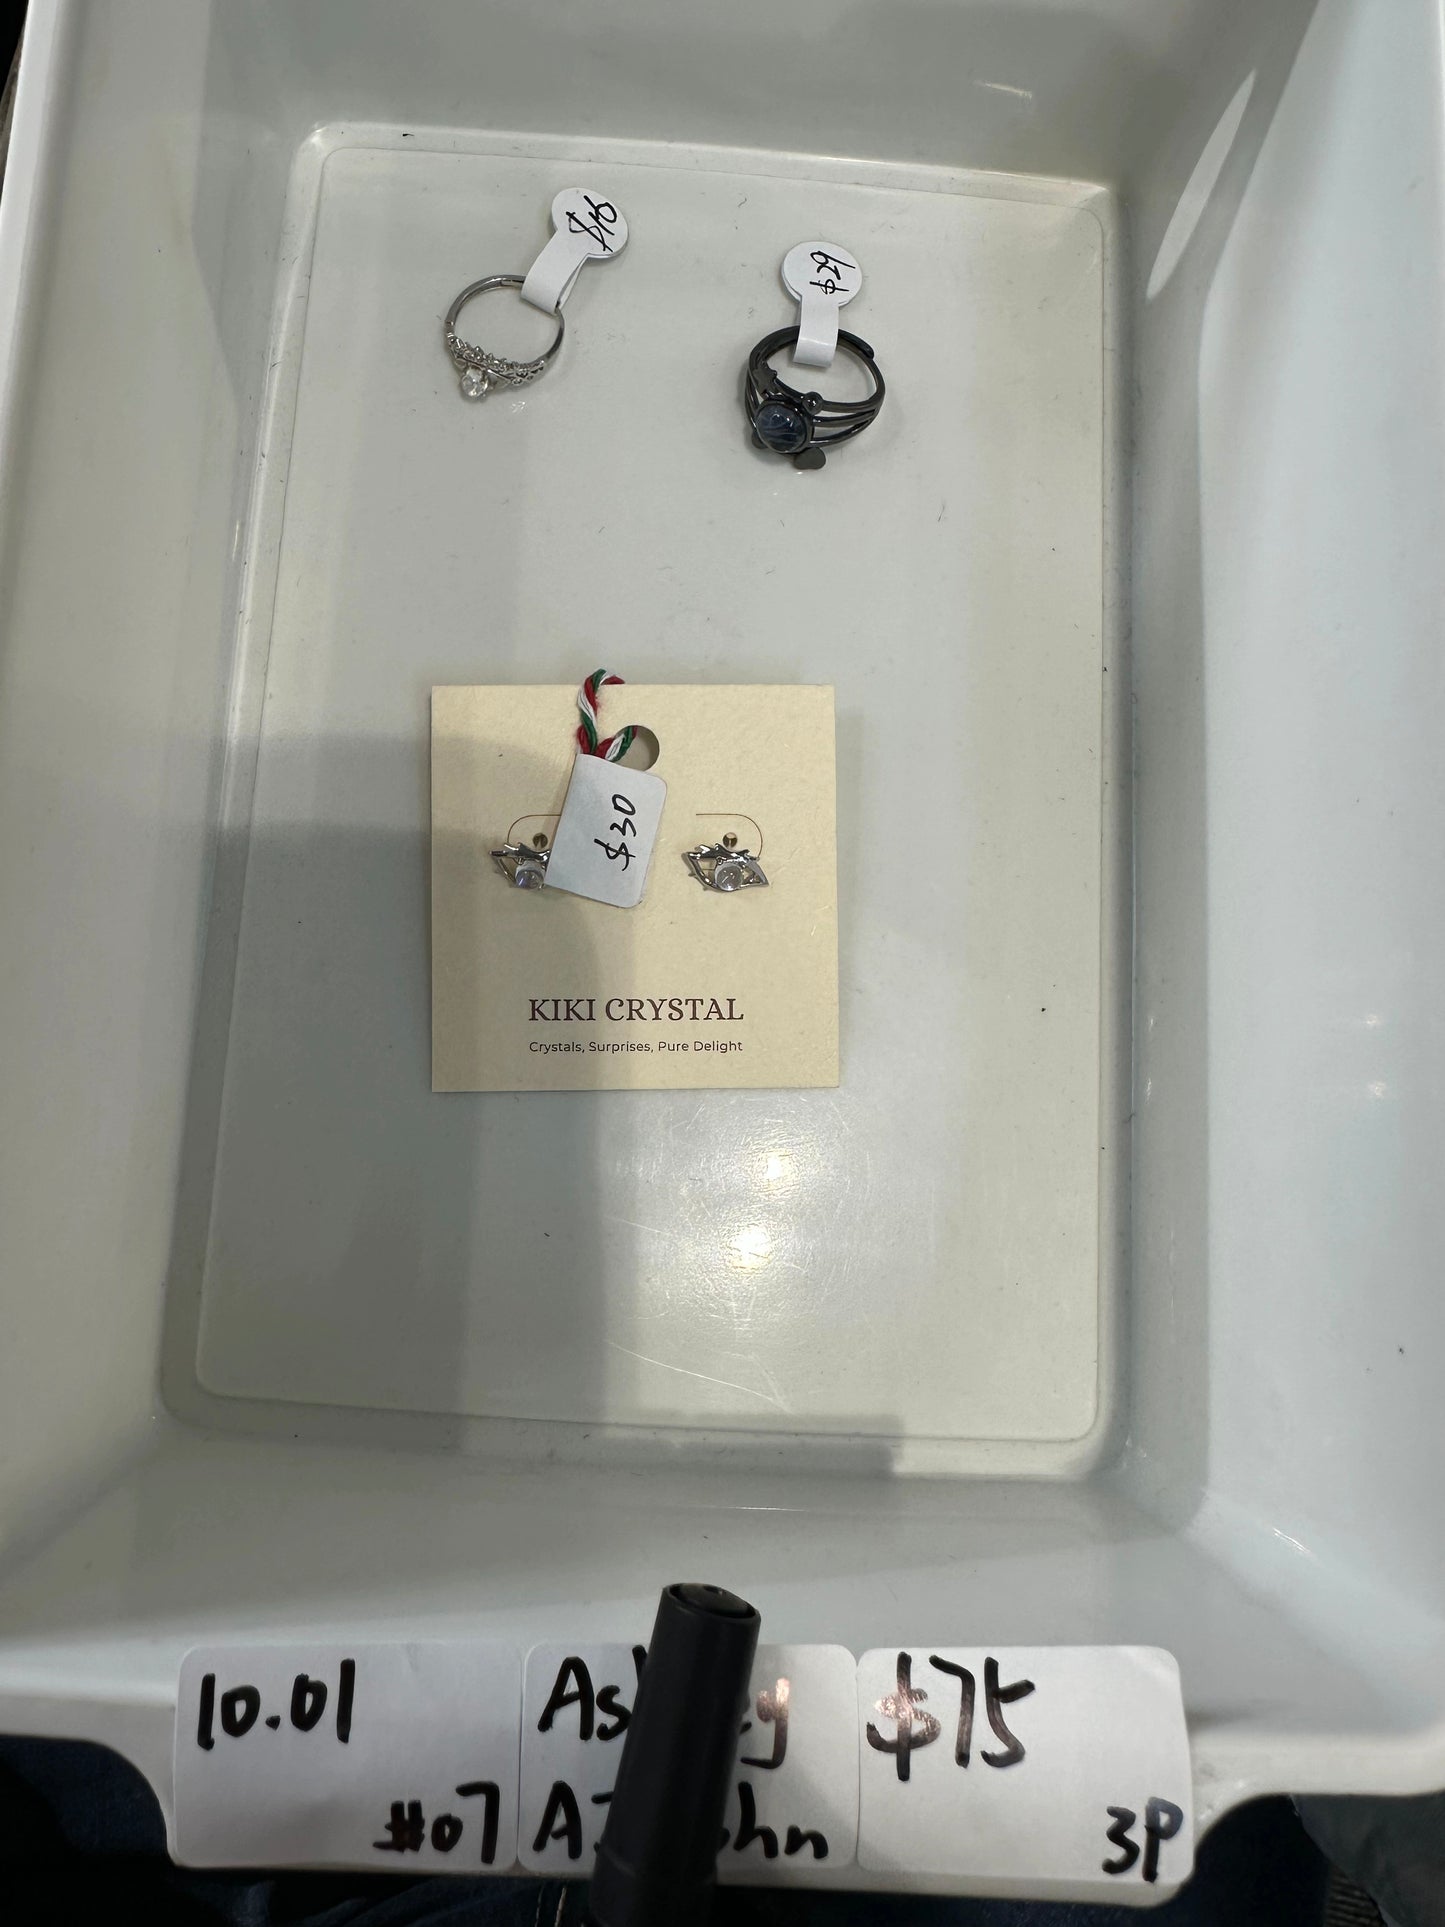 $16
$29
$30
KIKI CRYSTAL
Crystals, Surprises, Pure Delight
10.01
#07
$75
3P